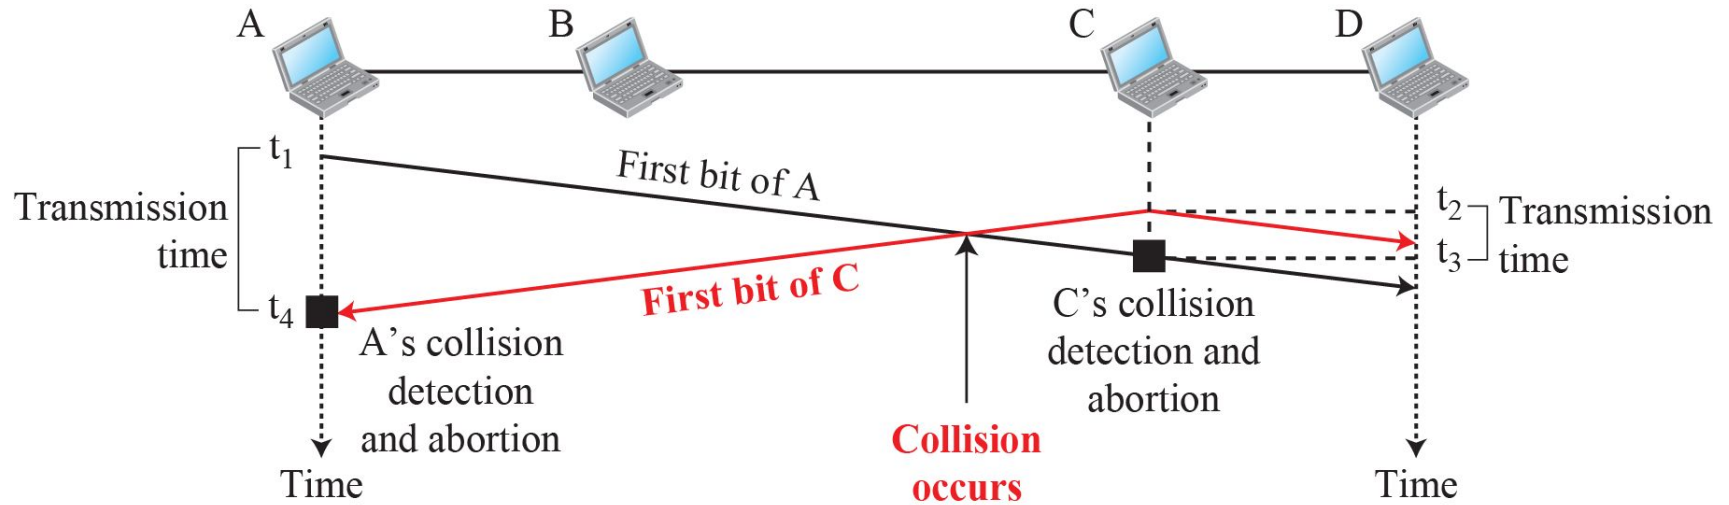 A
B
C
D
t1
First bit of A
Transmission
time
t2
Transmission
time
t3
First bit of C
t4
A’s collision
detection
and abortion
C’s collision
detection and
abortion
Collision
occurs
Time
Time